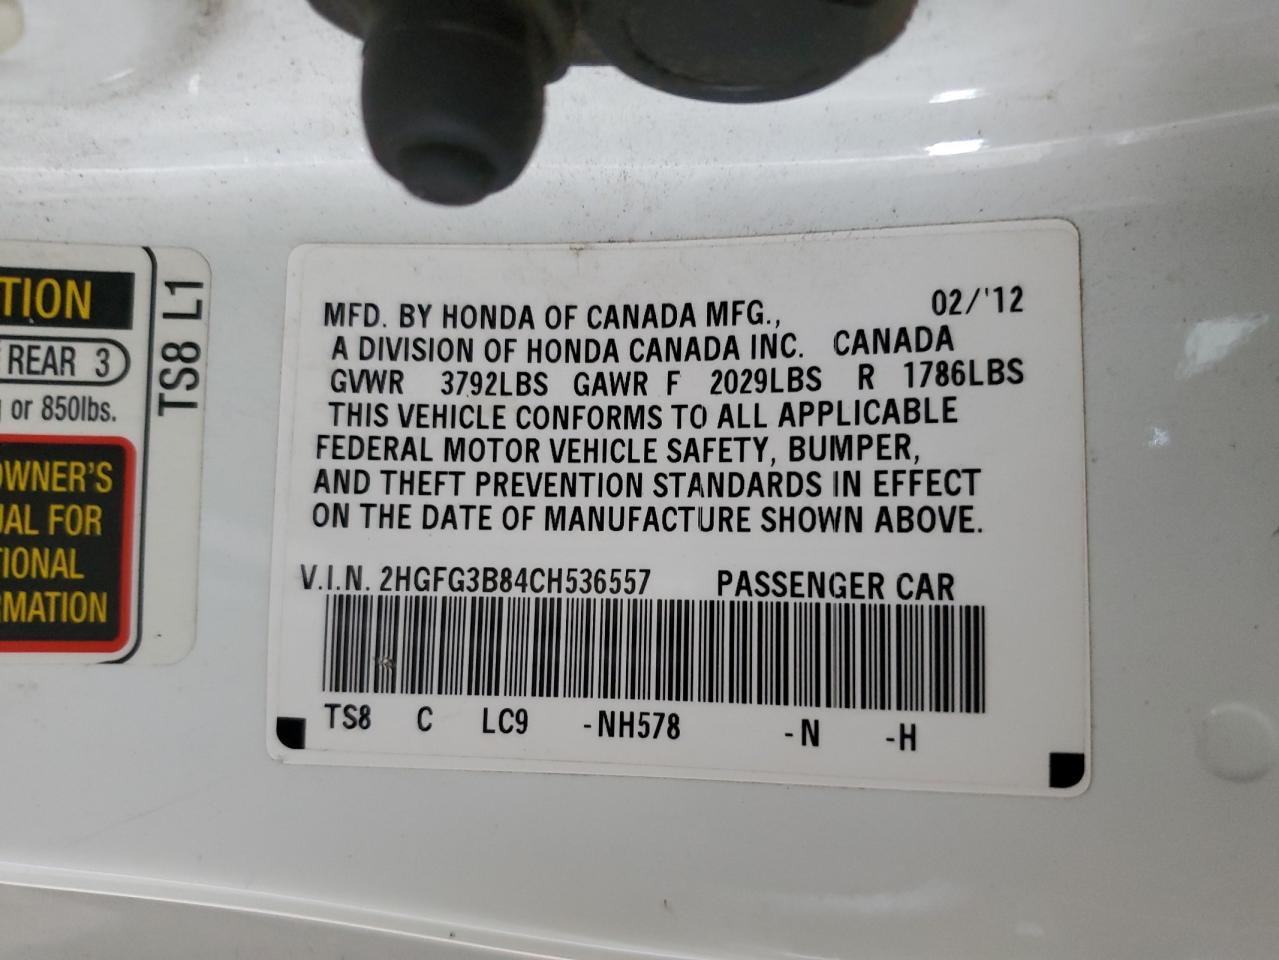 TION
REAR 3
or 850lbs.
OWNER'S
UAL FOR
TIONAL
RMATION
TS8 L1
MFD. BY HONDA OF CANADA MFG., 02/'12
A DIVISION OF HONDA CANADA INC. CANADA
GVWR 3792LBS GAWR F 2029LBS R 1786LBS
THIS VEHICLE CONFORMS TO ALL APPLICABLE
FEDERAL MOTOR VEHICLE SAFETY, BUMPER,
AND THEFT PREVENTION STANDARDS IN EFFECT
ON THE DATE OF MANUFACTURE SHOWN ABOVE.
V.I.N. 2HGFG3B84CH536557 PASSENGER CAR
TS8 C LC9 -NH578 -N -H